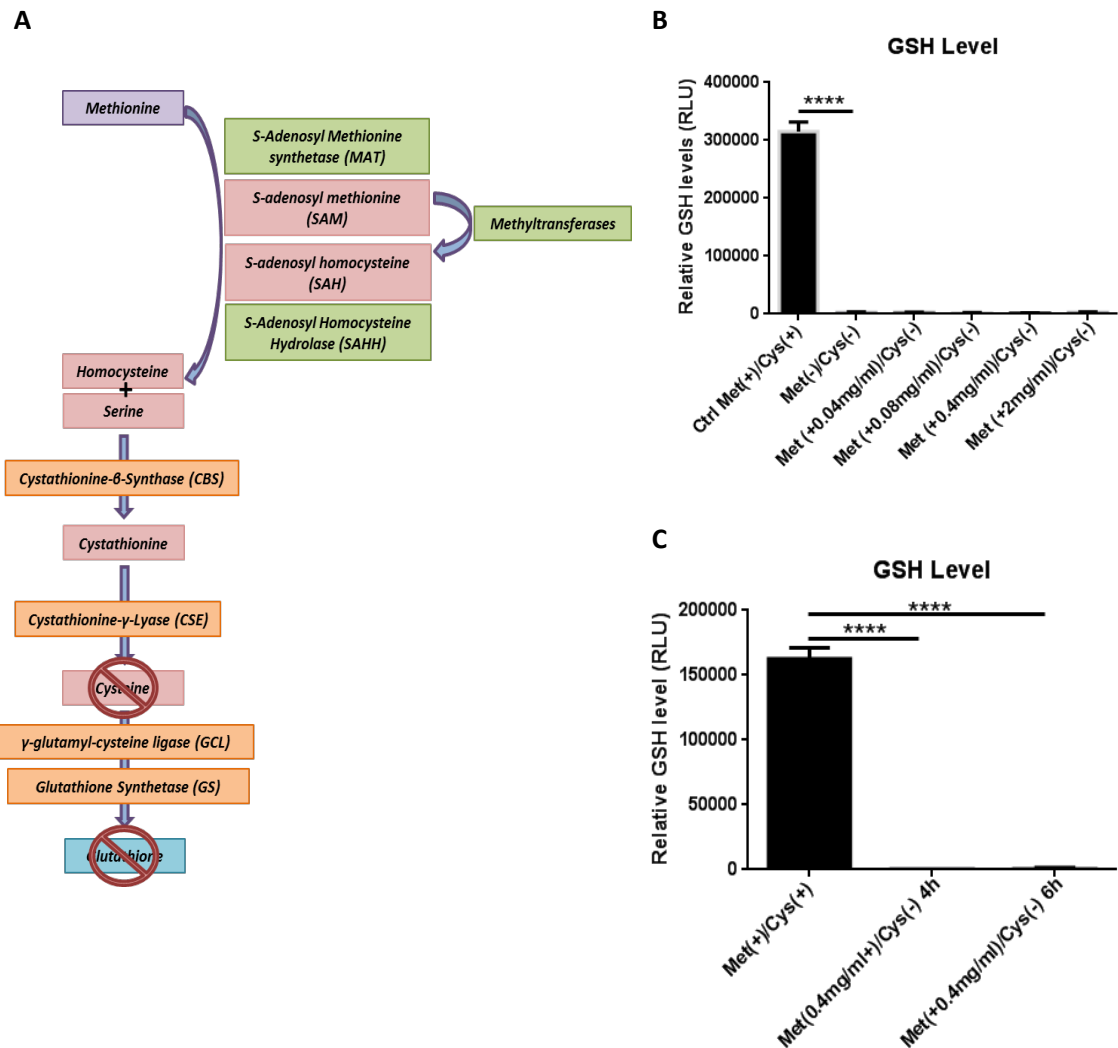 A
Methionine
S-Adenosyl Methionine
synthetase (MAT)
S-adenosyl methionine
(SAM)
Methyltransferases
S-adenosyl homocysteine
(SAH)
S-Adenosyl Homocysteine
Hydrolase (SAHH)
Homocysteine
+
Serine
Cystathionine-β-Synthase (CBS)
Cystathionine
Cystathionine-γ-Lyase (CSE)
Cysteine
γ-glutamyl-cysteine ligase (GCL)
Glutathione Synthetase (GS)
Glutathione
B
GSH Level
Relative GSH levels (RLU)
400000
300000
200000
100000
0
****
Ctrl Met(+)/Cys(+)
Met(-)/Cys(-)
Met (+0.04mg/ml)/Cys(-)
Met (+0.08mg/ml)/Cys(-)
Met (+0.4mg/ml)/Cys(-)
Met (+2mg/ml)/Cys(-)
C
GSH Level
Relative GSH level (RLU)
200000
150000
100000
50000
0
****
****
Met(+)/Cys(+)
Met(0.4mg/ml+)/Cys(-) 4h
Met(+0.4mg/ml)/Cys(-) 6h